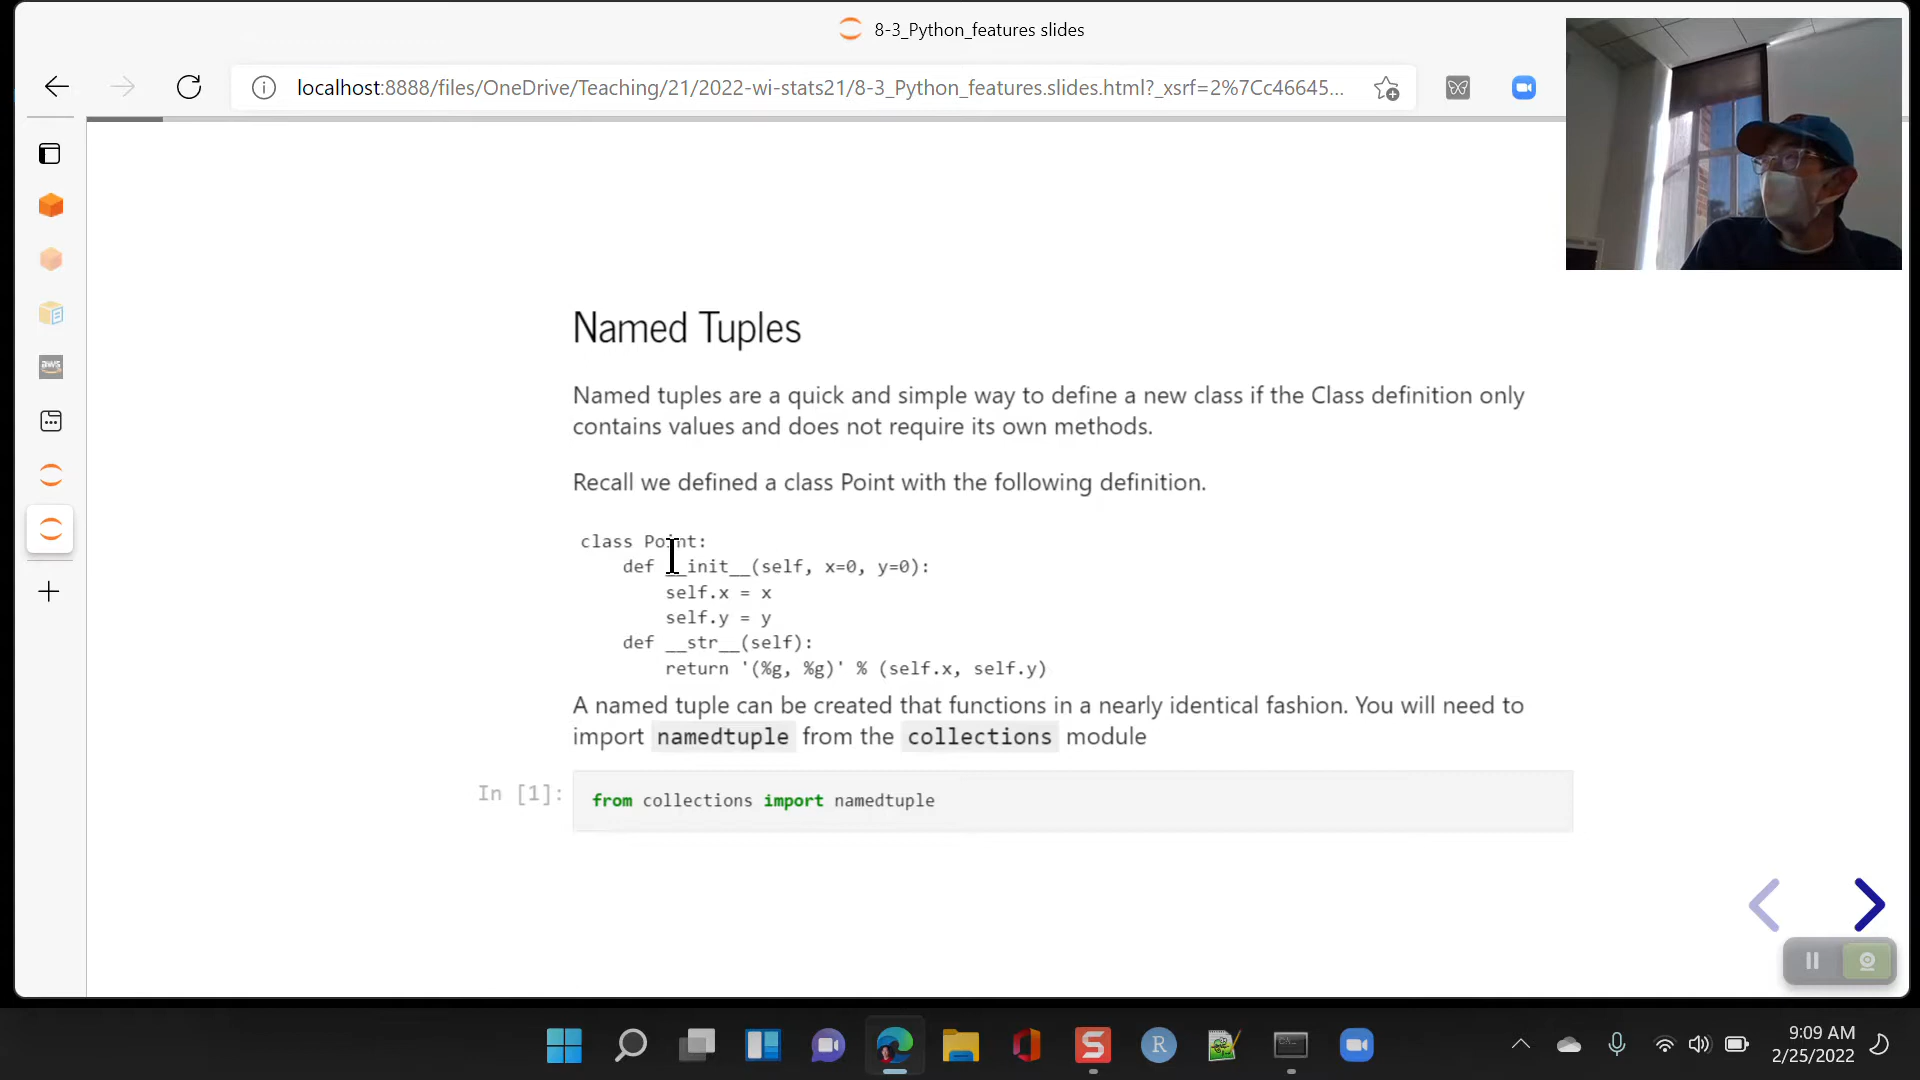 8-3_Python_features slides
localhost:8888/files/OneDrive/Teaching/21/2022-wi-stats21/8-3_Python_features.slides.html?_xsrf=2%7Cc46645...
aws
Named Tuples
Named tuples are a quick and simple way to define a new class if the Class definition only
contains values and does not require its own methods.
Recall we defined a class Point with the following definition.
class Point:
    def __init__(self, x=0, y=0):
        self.x = x
        self.y = y
    def __str__(self):
        return '(%g, %g)' % (self.x, self.y)
A named tuple can be created that functions in a nearly identical fashion. You will need to
import namedtuple from the collections module
In [1]: from collections import namedtuple
S
R
9:09 AM
2/25/2022